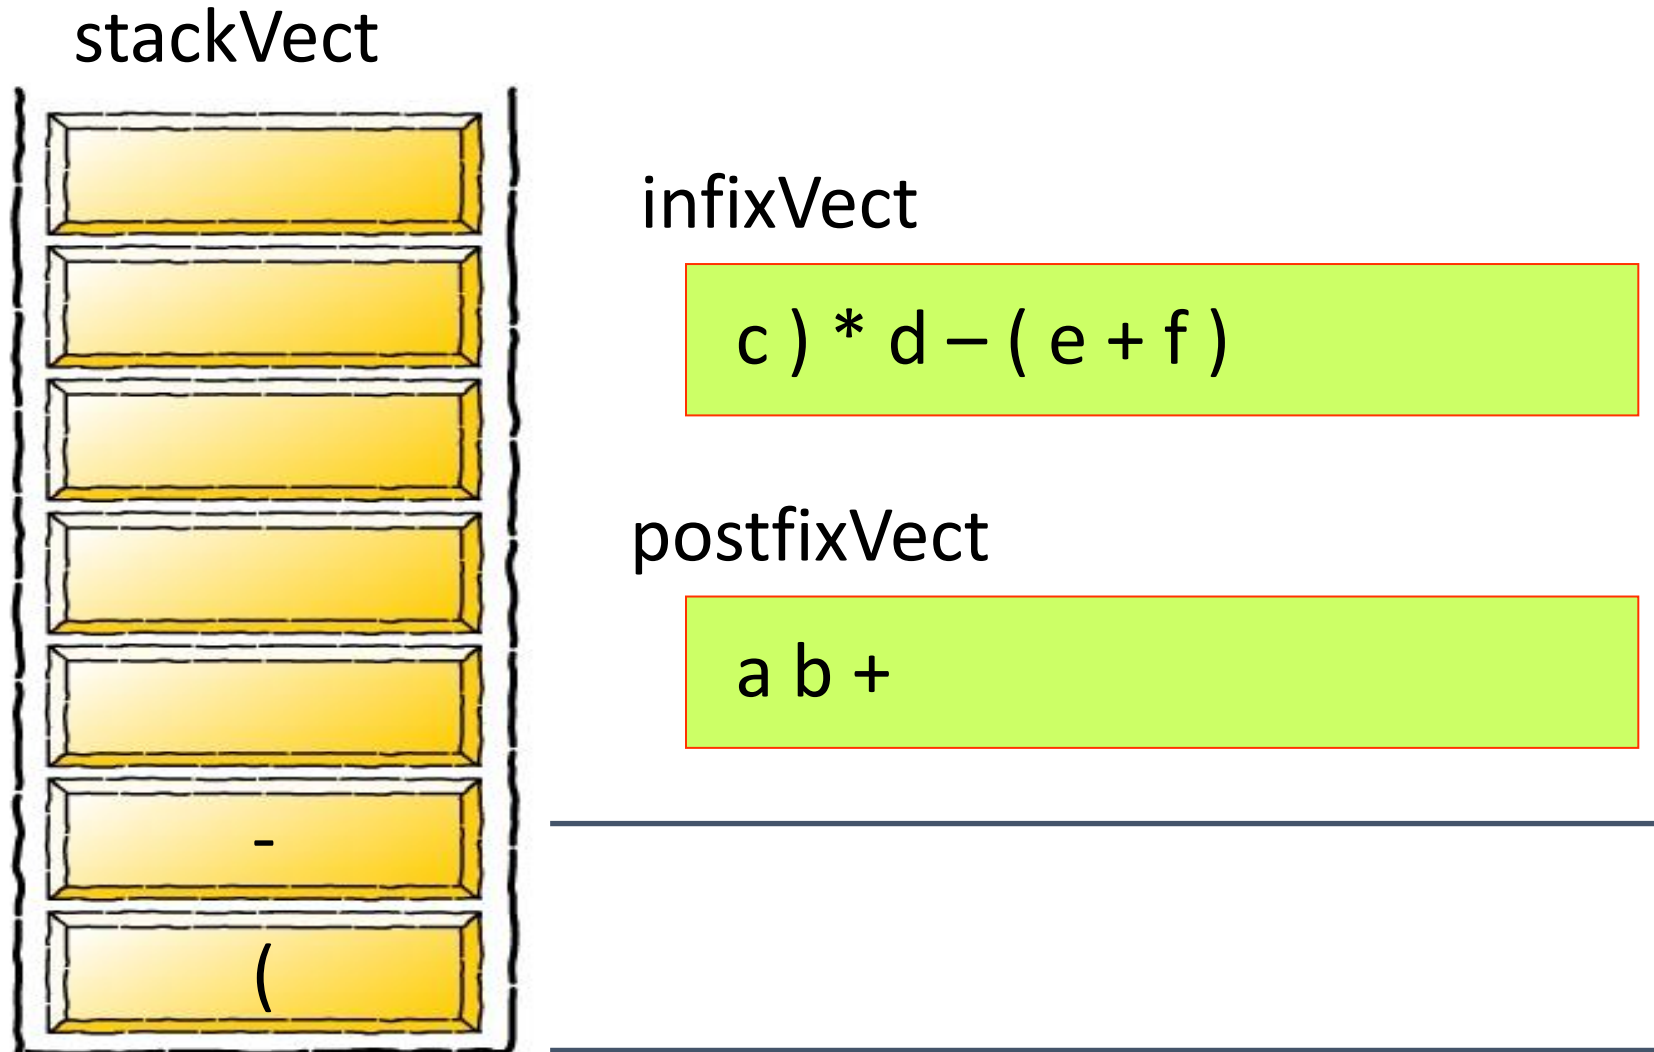 stackVect
infixVect
c ) * d – ( e + f )
postfixVect
a b +
-
(